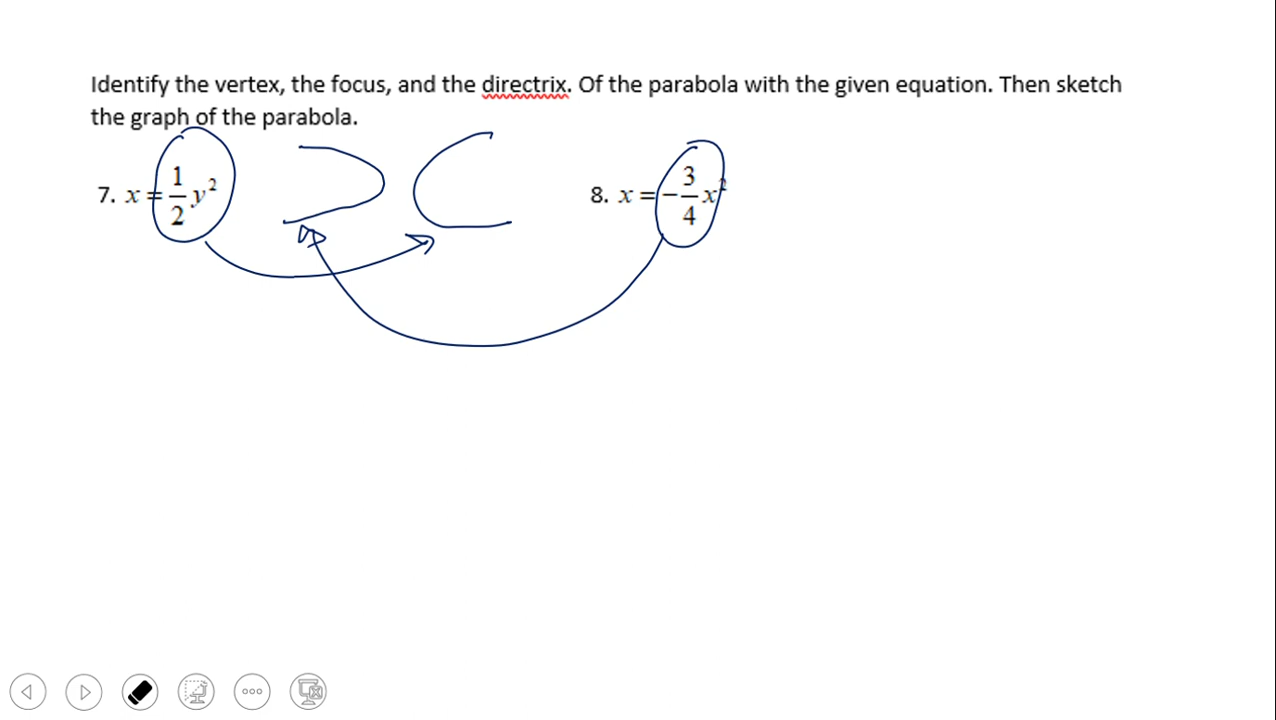 Identify the vertex, the focus, and the directrix. Of the parabola with the given equation. Then sketch
the graph of the parabola.
7. x = 1/2 y² 8. x = -3/4 x²